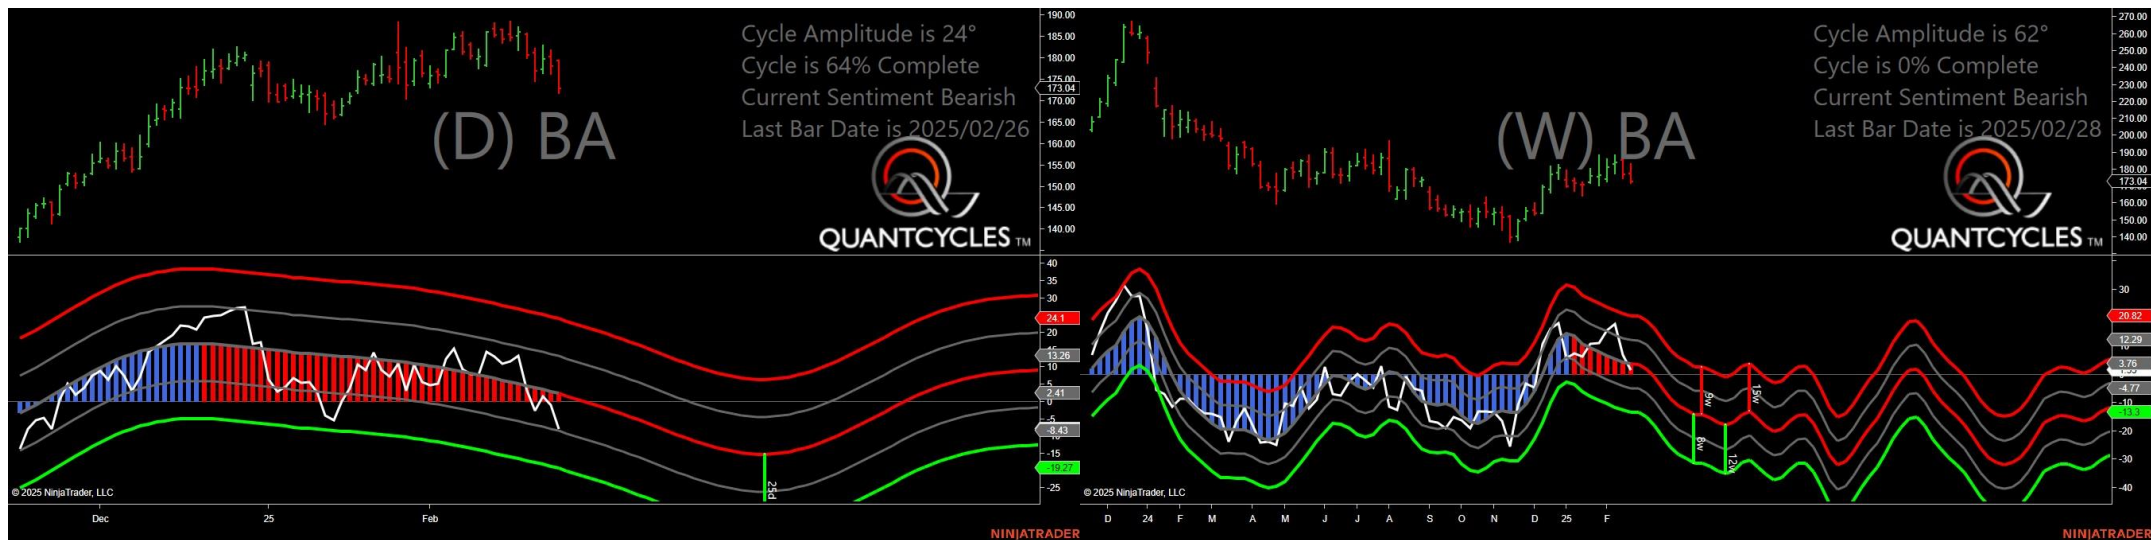 Cycle Amplitude is 24°
Cycle is 64% Complete
Current Sentiment Bearish
Last Bar Date is 2025/02/26
(D) BA
QUANTCYCLES TM
190.00
185.00
180.00
175.00
173.04
170.00
165.00
160.00
155.00
150.00
145.00
140.00
40
35
30
24.1
20
13.26
10
5
2.41
-5
-8.43
-15
-19.27
-25
25d
© 2025 NinjaTrader, LLC
Dec 25 Feb
NINJATRADER
Cycle Amplitude is 62°
Cycle is 0% Complete
Current Sentiment Bearish
Last Bar Date is 2025/02/28
(W) BA
QUANTCYCLES TM
270.00
260.00
250.00
240.00
230.00
220.00
210.00
200.00
190.00
180.00
173.04
160.00
150.00
140.00
30
20.82
12.29
3.76
-4.77
-10
-13.3
-20
-30
-40
9w
15w
8w
12w
© 2025 NinjaTrader, LLC
D 24 F M A M J J A S O N D 25 F
NINJATRADER